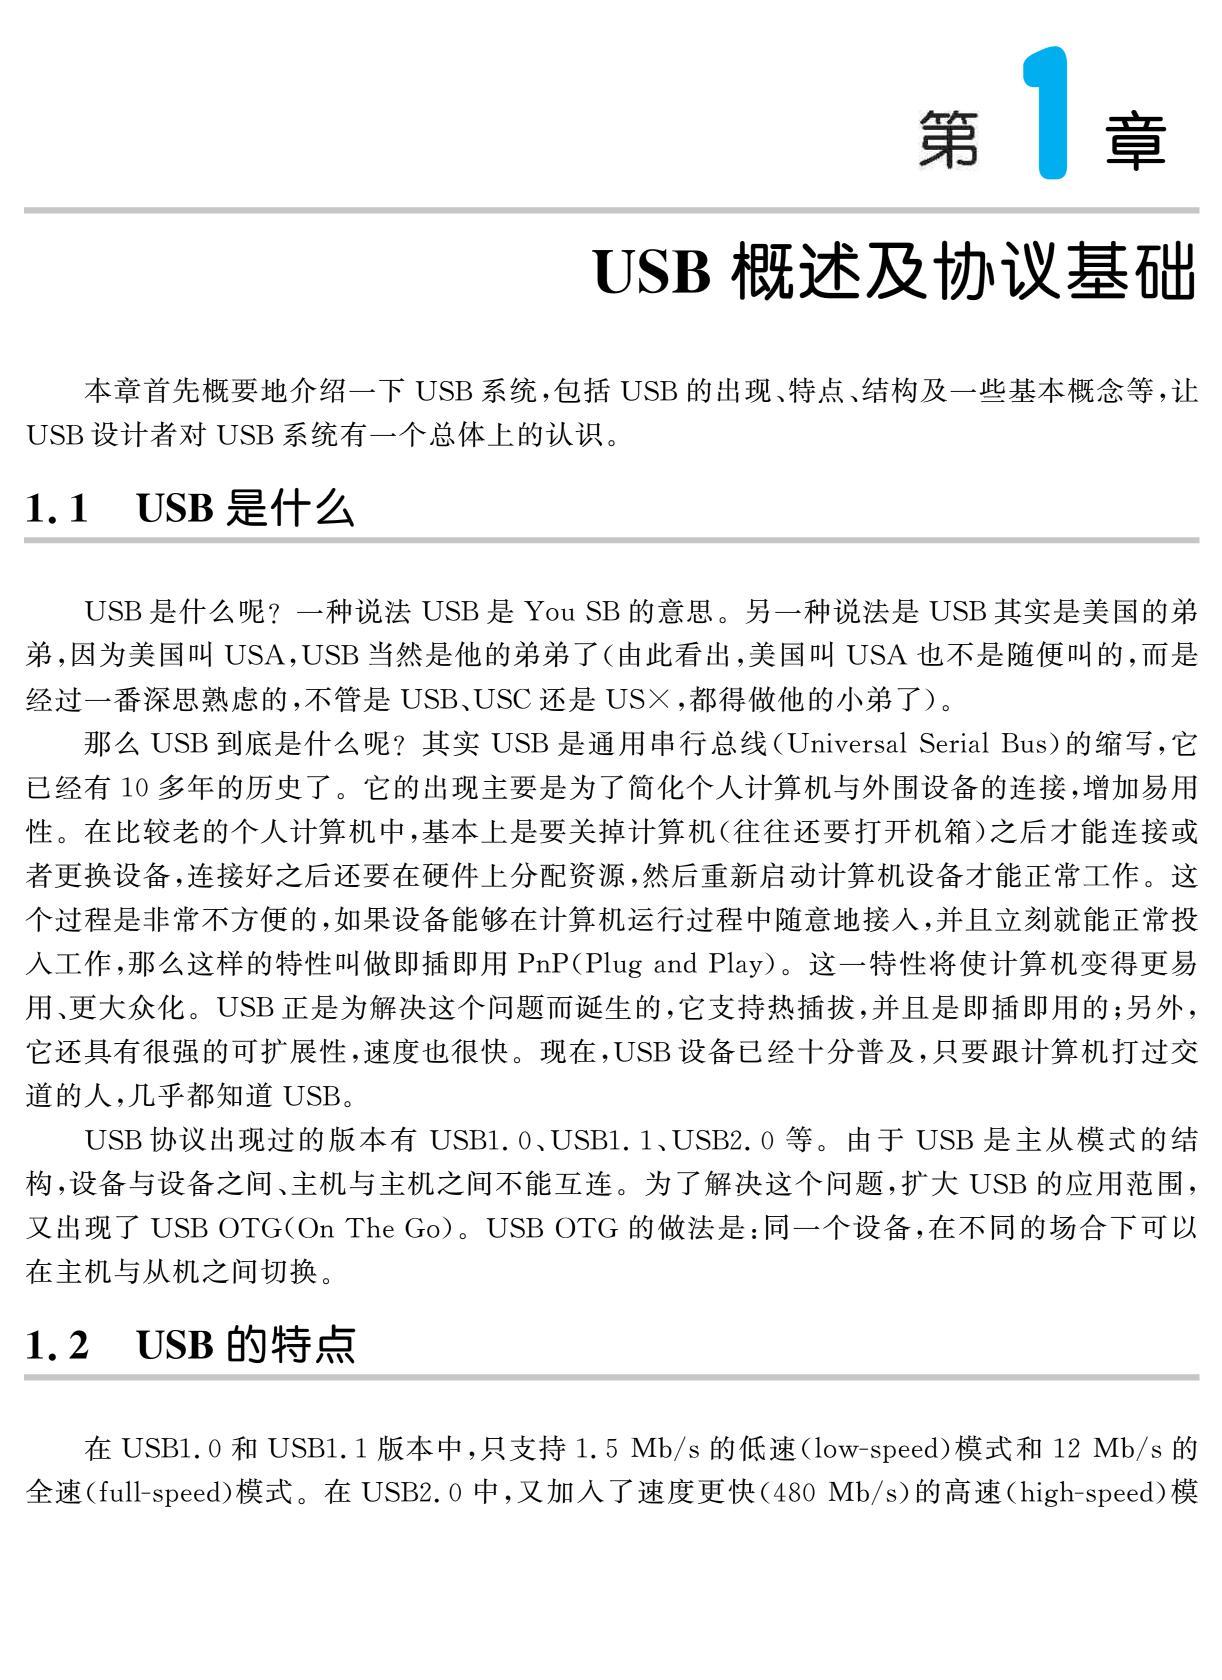 第1章
USB 概述及协议基础
本章首先概要地介绍一下 USB 系统,包括 USB 的出现、特点、结构及一些基本概念等,让
USB 设计者对 USB 系统有一个总体上的认识。
1.1 USB 是什么
USB 是什么呢? 一种说法 USB 是 You SB 的意思。另一种说法是 USB 其实是美国的弟
弟,因为美国叫 USA,USB 当然是他的弟弟了(由此看出,美国叫 USA 也不是随便叫的,而是
经过一番深思熟虑的,不管是 USB、USC 还是 US×,都得做他的小弟了)。
那么 USB 到底是什么呢? 其实 USB 是通用串行总线(Universal Serial Bus)的缩写,它
已经有 10 多年的历史了。它的出现主要是为了简化个人计算机与外围设备的连接,增加易用
性。在比较老的个人计算机中,基本上是要关掉计算机(往往还要打开机箱)之后才能连接或
者更换设备,连接好之后还要在硬件上分配资源,然后重新启动计算机设备才能正常工作。这
个过程是非常不方便的,如果设备能够在计算机运行过程中随意地接入,并且立刻就能正常投
入工作,那么这样的特性叫做即插即用 PnP(Plug and Play)。这一特性将使计算机变得更易
用、更大众化。USB 正是为解决这个问题而诞生的,它支持热插拔,并且是即插即用的;另外,
它还具有很强的可扩展性,速度也很快。现在,USB 设备已经十分普及,只要跟计算机打过交
道的人,几乎都知道 USB。
USB 协议出现过的版本有 USB1.0、USB1.1、USB2.0 等。由于 USB 是主从模式的结
构,设备与设备之间、主机与主机之间不能互连。为了解决这个问题,扩大 USB 的应用范围,
又出现了 USB OTG(On The Go)。USB OTG 的做法是:同一个设备,在不同的场合下可以
在主机与从机之间切换。
1.2 USB 的特点
在 USB1.0 和 USB1.1 版本中,只支持 1.5 Mb/s 的低速(low-speed)模式和 12 Mb/s 的
全速(full-speed)模式。在 USB2.0 中,又加入了速度更快(480 Mb/s)的高速(high-speed)模